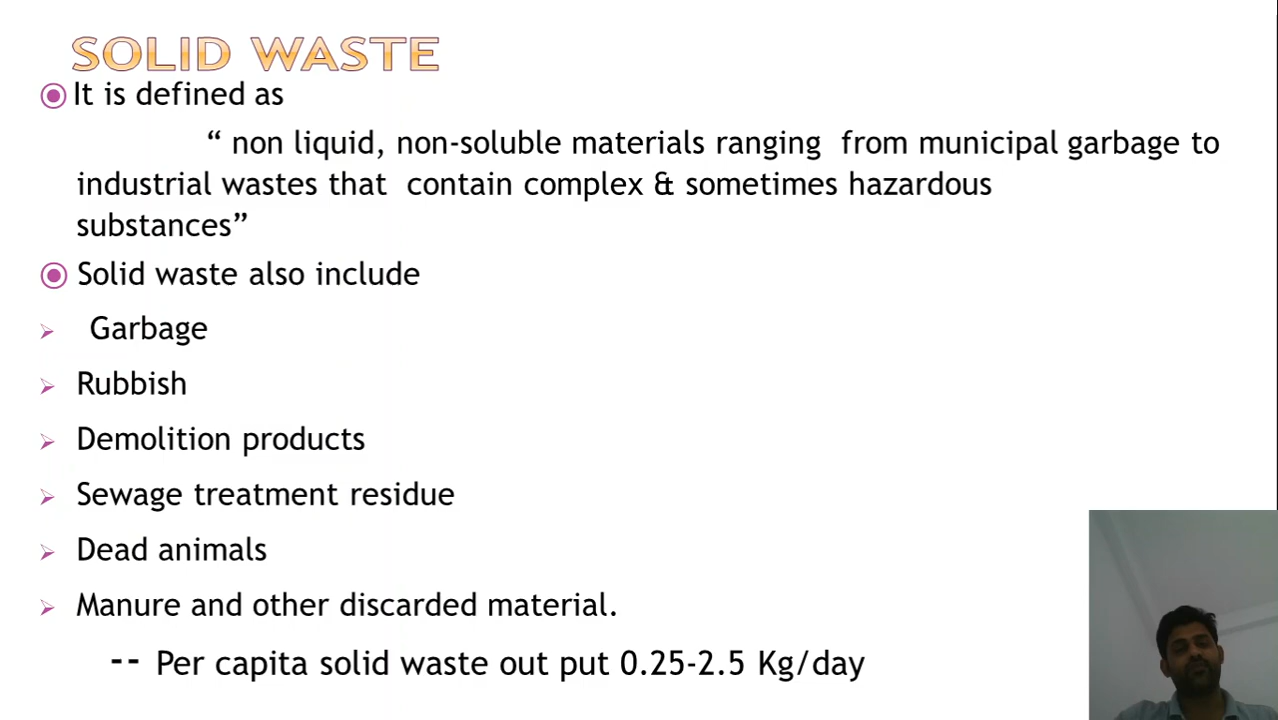 SOLID WASTE
It is defined as
“ non liquid, non-soluble materials ranging from municipal garbage to
industrial wastes that contain complex & sometimes hazardous
substances”
Solid waste also include
Garbage
Rubbish
Demolition products
Sewage treatment residue
Dead animals
Manure and other discarded material.
-- Per capita solid waste out put 0.25-2.5 Kg/day